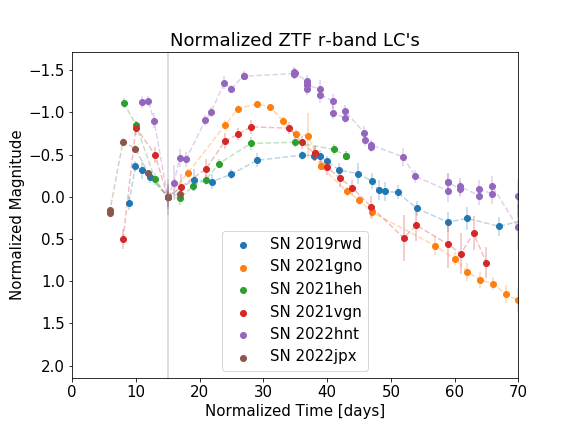 Normalized ZTF r-band LC's
Normalized Magnitude
−1.5
−1.0
−0.5
0.0
0.5
1.0
1.5
2.0
SN 2019rwd
SN 2021gno
SN 2021heh
SN 2021vgn
SN 2022hnt
SN 2022jpx
0 10 20 30 40 50 60 70
Normalized Time [days]